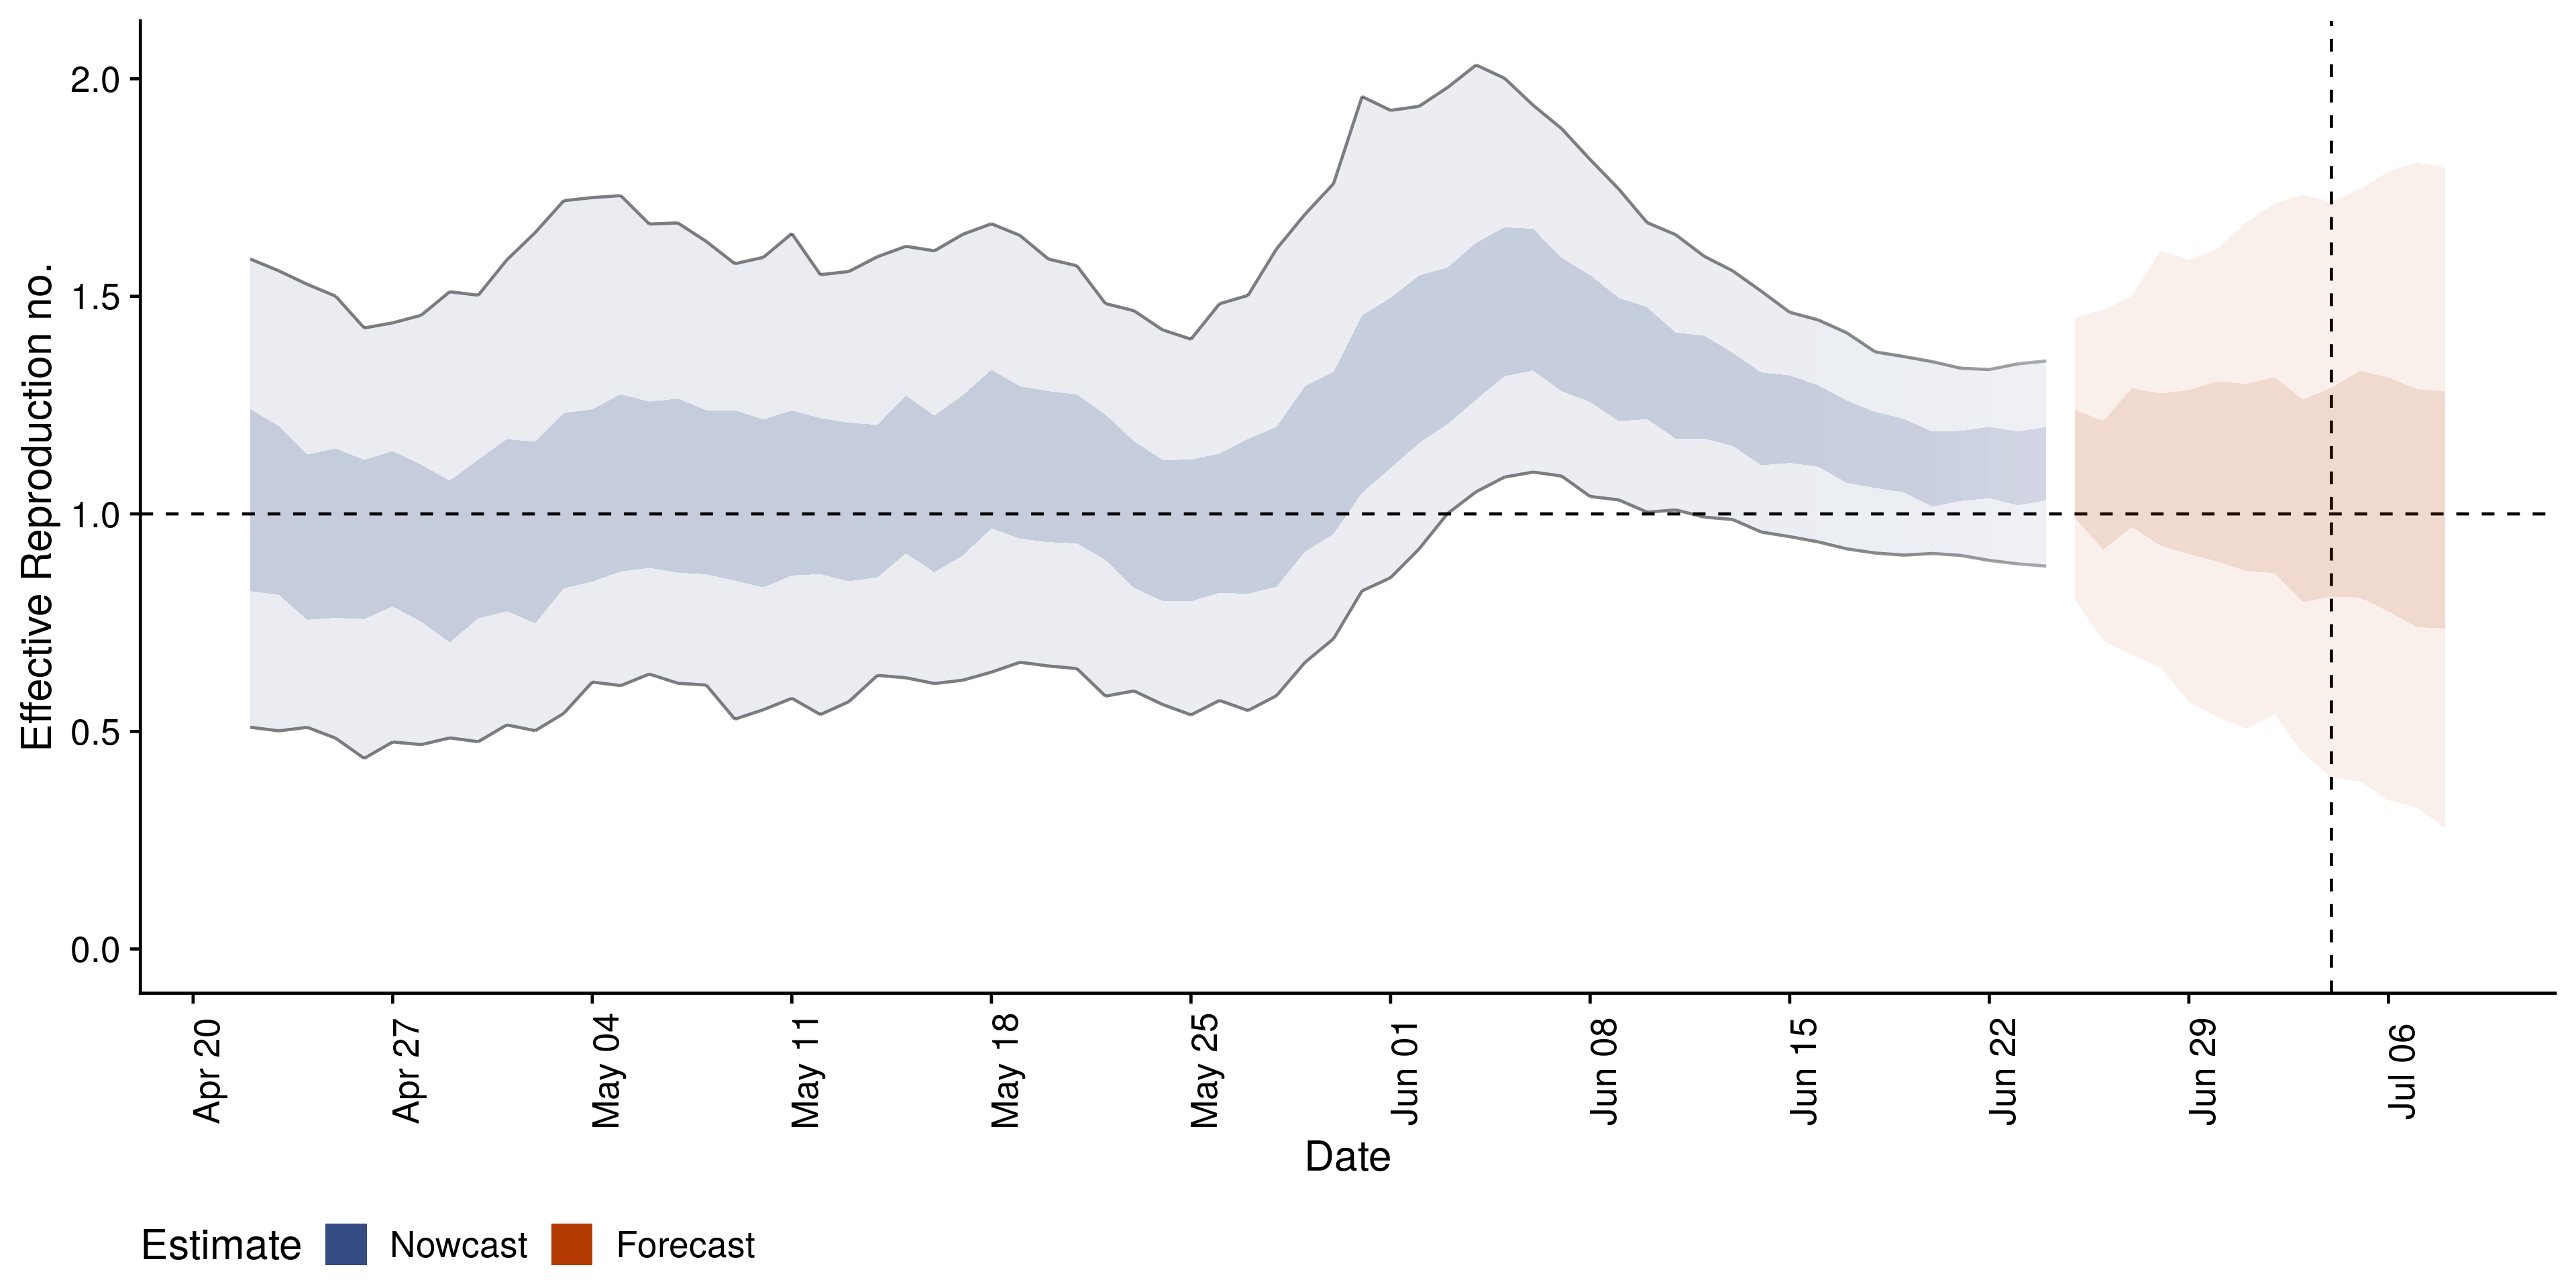 Effective Reproduction no.
2.0
1.5
1.0
0.5
0.0
Apr 20
Apr 27
May 04
May 11
May 18
May 25
Jun 01
Jun 08
Jun 15
Jun 22
Jun 29
Jul 06
Date
Estimate Nowcast Forecast